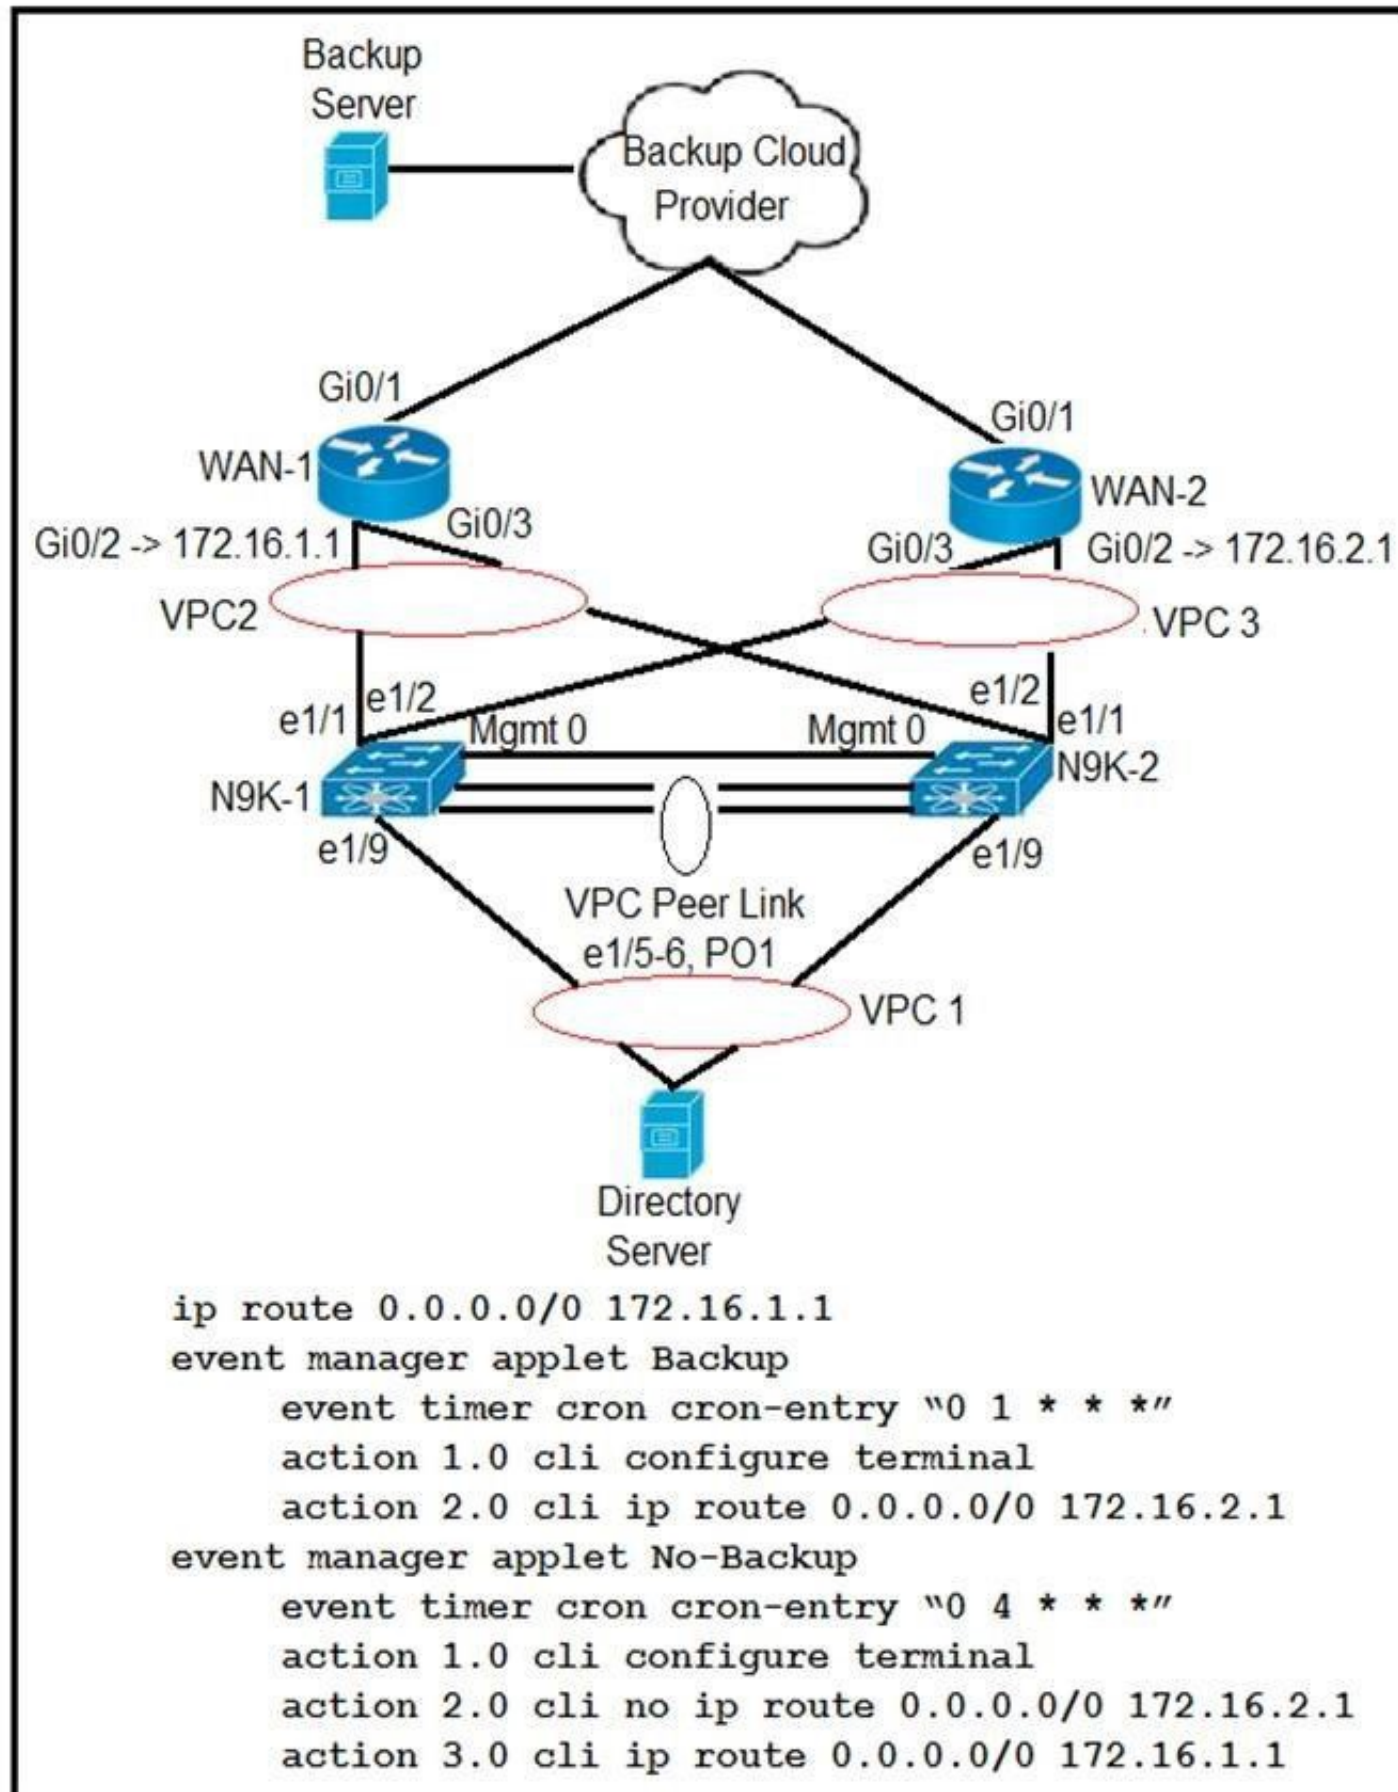 Backup
Server
Backup Cloud
Provider
Gi0/1
Gi0/1
WAN-1
WAN-2
Gi0/2 -> 172.16.1.1
Gi0/3
Gi0/3
Gi0/2 -> 172.16.2.1
VPC2
VPC 3
e1/1
e1/2
Mgmt 0
Mgmt 0
e1/2
e1/1
N9K-1
N9K-2
e1/9
e1/9
VPC Peer Link
e1/5-6, PO1
VPC 1
Directory
Server
ip route 0.0.0.0/0 172.16.1.1
event manager applet Backup
event timer cron cron-entry “0 1 * * *”
action 1.0 cli configure terminal
action 2.0 cli ip route 0.0.0.0/0 172.16.2.1
event manager applet No-Backup
event timer cron cron-entry “0 4 * * *”
action 1.0 cli configure terminal
action 2.0 cli no ip route 0.0.0.0/0 172.16.2.1
action 3.0 cli ip route 0.0.0.0/0 172.16.1.1